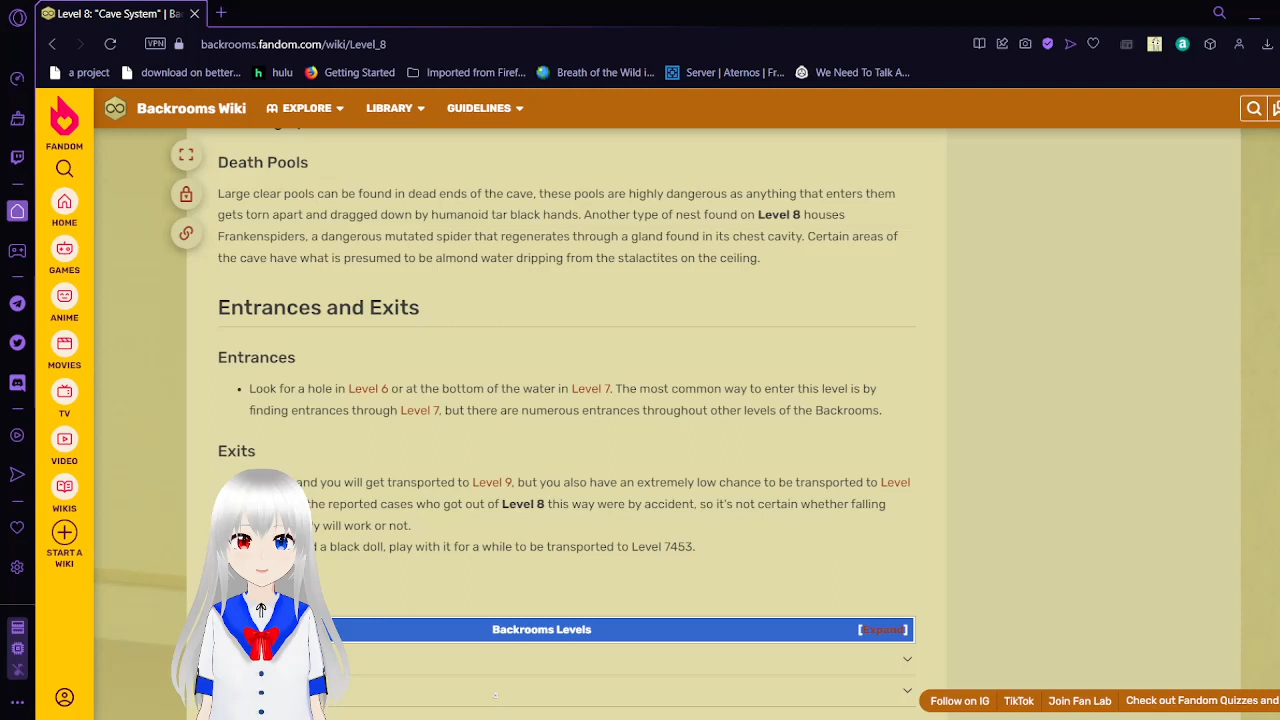 Level 8: "Cave System" | Ba
VPN
backrooms.fandom.com/wiki/Level_8
a project
download on better...
hulu
Getting Started
Imported from Firef...
Breath of the Wild i...
Server | Aternos | Fr...
We Need To Talk A...
Backrooms Wiki
EXPLORE
LIBRARY
GUIDELINES
FANDOM
HOME
GAMES
ANIME
MOVIES
TV
VIDEO
WIKIS
START A
WIKI
Death Pools
Large clear pools can be found in dead ends of the cave, these pools are highly dangerous as anything that enters them
gets torn apart and dragged down by humanoid tar black hands. Another type of nest found on Level 8 houses
Frankenspiders, a dangerous mutated spider that regenerates through a gland found in its chest cavity. Certain areas of
the cave have what is presumed to be almond water dripping from the stalactites on the ceiling.
Entrances and Exits
Entrances
• Look for a hole in Level 6 or at the bottom of the water in Level 7. The most common way to enter this level is by
finding entrances through Level 7, but there are numerous entrances throughout other levels of the Backrooms.
Exits
and you will get transported to Level 9, but you also have an extremely low chance to be transported to Level
the reported cases who got out of Level 8 this way were by accident, so it's not certain whether falling
y will work or not.
d a black doll, play with it for a while to be transported to Level 7453.
Backrooms Levels
[Expand]
Follow on IG
TikTok
Join Fan Lab
Check out Fandom Quizzes and